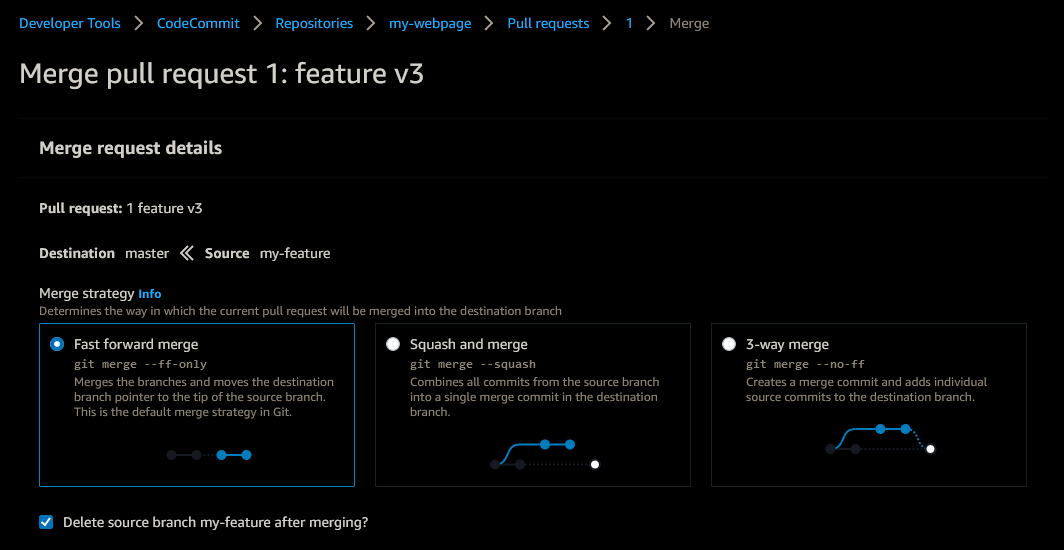 Developer Tools > CodeCommit > Repositories > my-webpage > Pull requests > 1 > Merge
Merge pull request 1: feature v3
Merge request details
Pull request: 1 feature v3
Destination master Source my-feature
Merge strategy Info
Determines the way in which the current pull request will be merged into the destination branch
Fast forward merge
git merge --ff-only
Merges the branches and moves the destination
branch pointer to the tip of the source branch.
This is the default merge strategy in Git.
Squash and merge
git merge --squash
Combines all commits from the source branch
into a single merge commit in the destination
branch.
3-way merge
git merge --no-ff
Creates a merge commit and adds individual
source commits to the destination branch.
Delete source branch my-feature after merging?